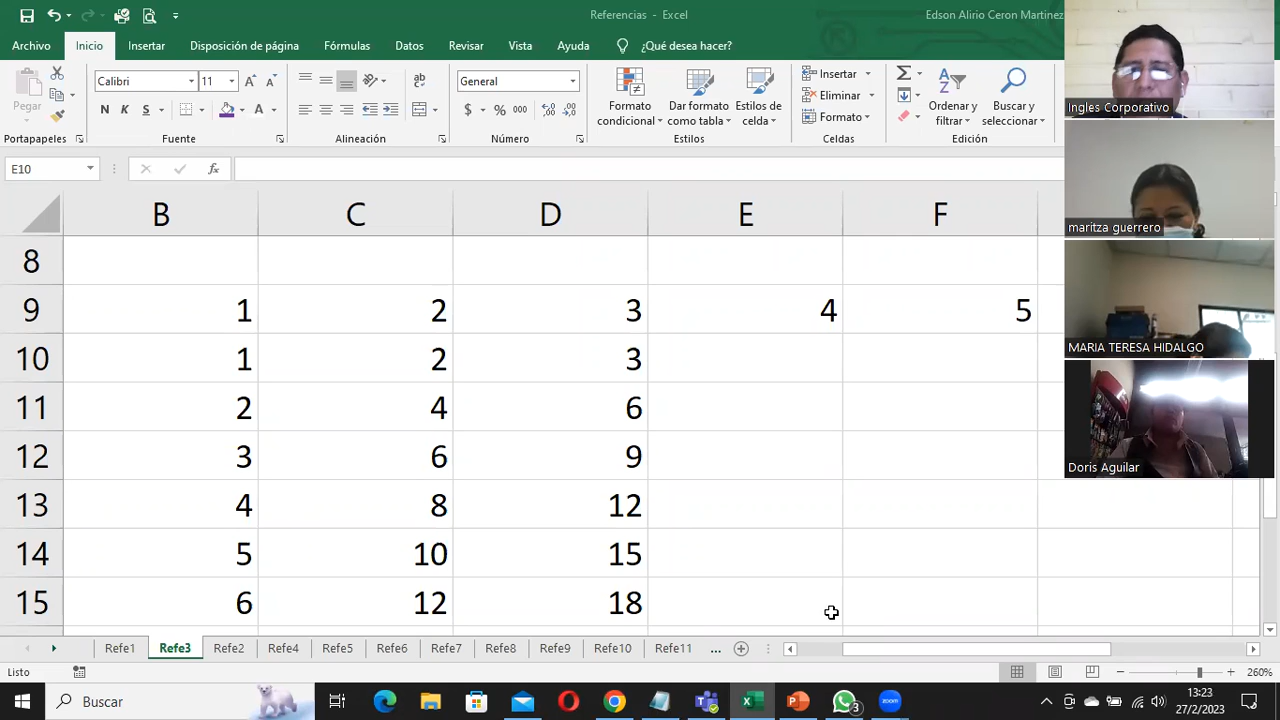 Referencias - Excel
Edson Alirio Ceron Martinez
Archivo Inicio Insertar Disposición de página Fórmulas Datos Revisar Vista Ayuda ¿Qué desea hacer?
Pegar
Calibri 11
N K S
General
$ % 000
Formato condicional
Dar formato como tabla
Estilos de celda
Insertar
Eliminar
Formato
Ordenar y filtrar
Buscar y seleccionar
Portapapeles Fuente Alineación Número Estilos Celdas Edición
E10 fx
B C D E F
8
9 1 2 3 4 5
10 1 2 3
11 2 4 6
12 3 6 9
13 4 8 12
14 5 10 15
15 6 12 18
Refe1 Refe3 Refe2 Refe4 Refe5 Refe6 Refe7 Refe8 Refe9 Refe10 Refe11 ...
Listo 260%
Buscar
3
13:23
27/2/2023
Ingles Corporativo
maritza guerrero
MARIA TERESA HIDALGO
Doris Aguilar